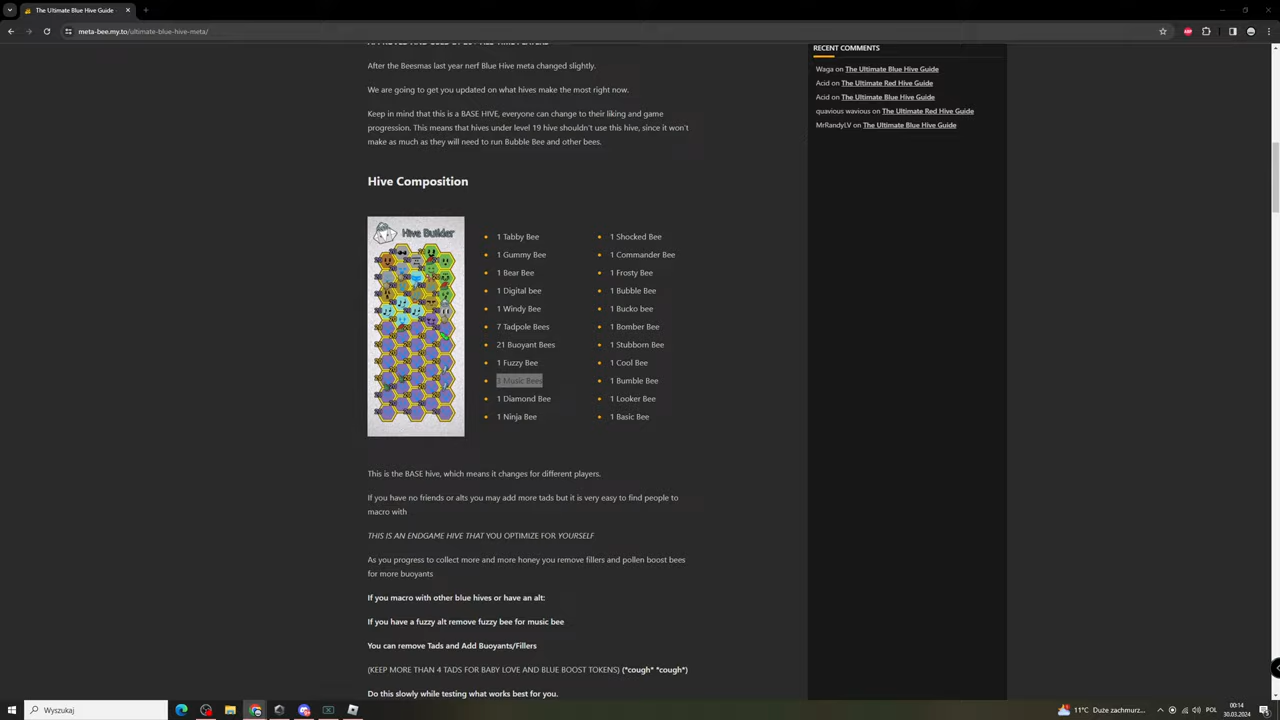 The Ultimate Blue Hive Guide
meta-bee.my.to/ultimate-blue-hive-meta/
After the Beesmas last year nerf Blue Hive meta changed slightly.
We are going to get you updated on what hives make the most right now.
Keep in mind that this is a BASE HIVE, everyone can change to their liking and game
progression. This means that hives under level 19 hive shouldn't use this hive, since it won't
make as much as they will need to run Bubble Bee and other bees.
Hive Composition
Hive Builder
1 Tabby Bee
1 Gummy Bee
1 Bear Bee
1 Digital bee
1 Windy Bee
7 Tadpole Bees
21 Buoyant Bees
1 Fuzzy Bee
3 Music Bees
1 Diamond Bee
1 Ninja Bee
1 Shocked Bee
1 Commander Bee
1 Frosty Bee
1 Bubble Bee
1 Bucko bee
1 Bomber Bee
1 Stubborn Bee
1 Cool Bee
1 Bumble Bee
1 Looker Bee
1 Basic Bee
This is the BASE hive, which means it changes for different players.
If you have no friends or alts you may add more tads but it is very easy to find people to
macro with
THIS IS AN ENDGAME HIVE THAT YOU OPTIMIZE FOR YOURSELF
As you progress to collect more and more honey you remove fillers and pollen boost bees
for more buoyants
If you macro with other blue hives or have an alt:
If you have a fuzzy alt remove fuzzy bee for music bee
You can remove Tads and Add Buoyants/Fillers
(KEEP MORE THAN 4 TADS FOR BABY LOVE AND BLUE BOOST TOKENS) (*cough* *cough*)
Do this slowly while testing what works best for you.
RECENT COMMENTS
Waga on The Ultimate Blue Hive Guide
Acid on The Ultimate Red Hive Guide
Acid on The Ultimate Blue Hive Guide
quavious wavious on The Ultimate Red Hive Guide
MrRandyLV on The Ultimate Blue Hive Guide
Wyszukaj
11°C Duże zachmurz...
POL
00:14
30.03.2024